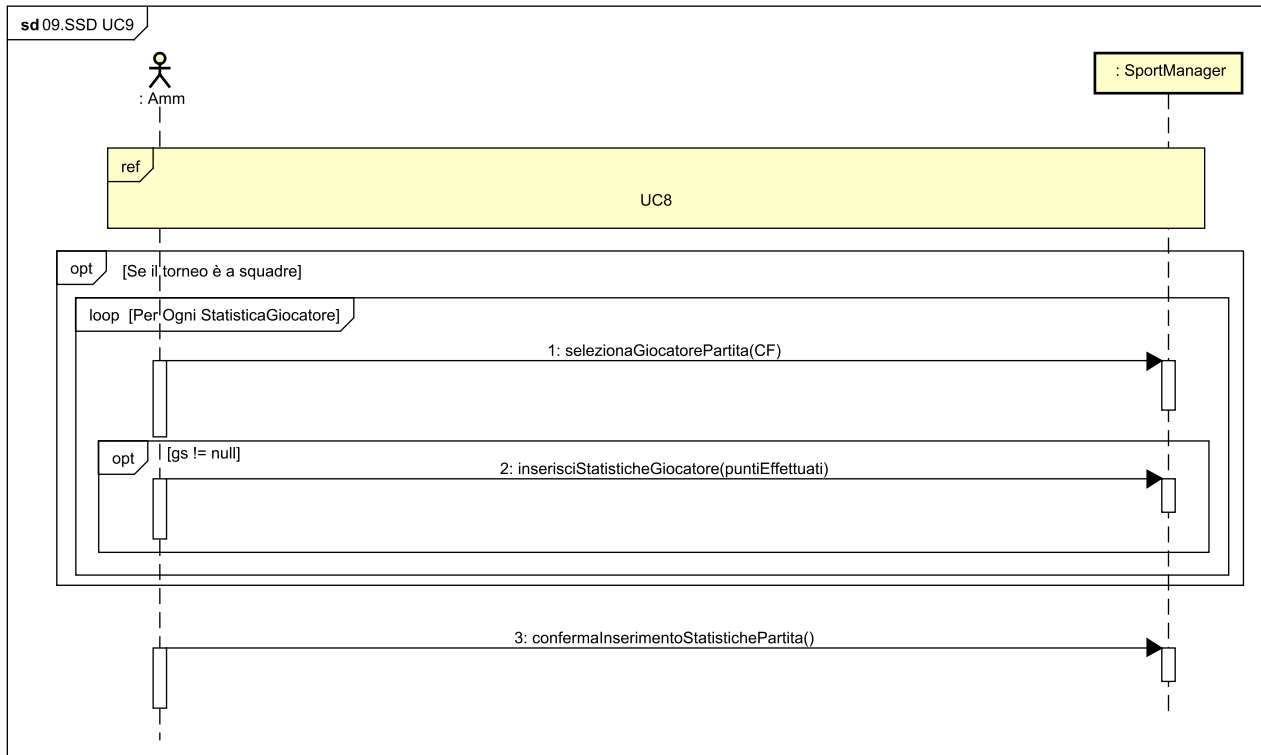 sd 09.SSD UC9
: Amm
: SportManager
ref
UC8
opt [Se il torneo è a squadre]
loop [Per Ogni StatisticaGiocatore]
1: selezionaGiocatorePartita(CF)
opt [gs != null]
2: inserisciStatisticheGiocatore(puntiEffettuati)
3: confermaInserimentoStatistichePartita()